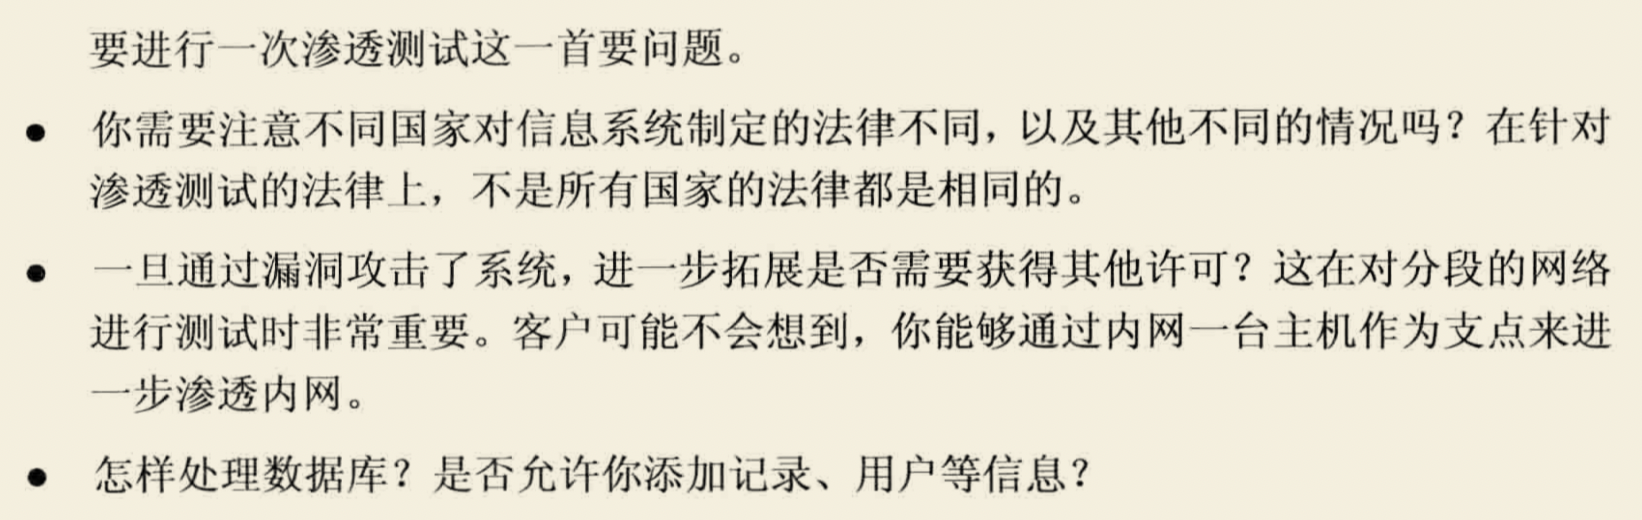 要进行一次渗透测试这一首要问题。
● 你需要注意不同国家对信息系统制定的法律不同，以及其他不同的情况吗？在针对
渗透测试的法律上，不是所有国家的法律都是相同的。
● 一旦通过漏洞攻击了系统，进一步拓展是否需要获得其他许可？这在对分段的网络
进行测试时非常重要。客户可能不会想到，你能够通过内网一台主机作为支点来进
一步渗透内网。
● 怎样处理数据库？是否允许你添加记录、用户等信息？